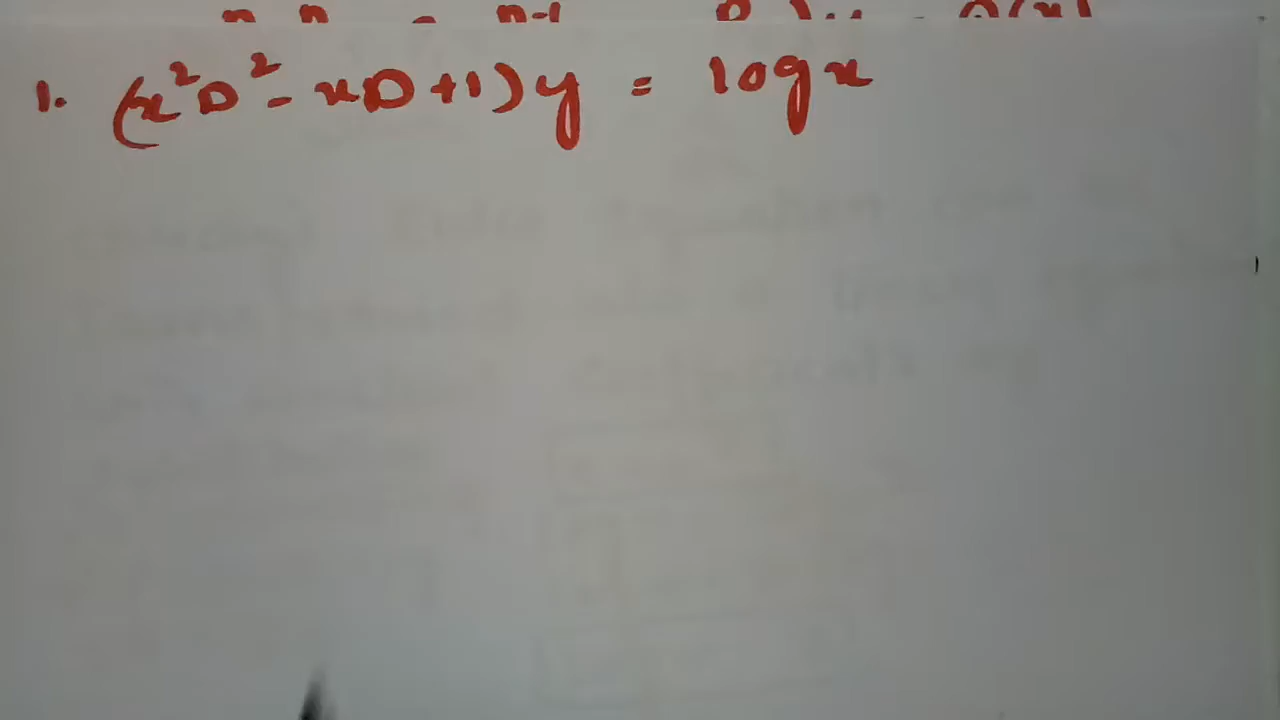 1. (x²D² - xD + 1) y = log x